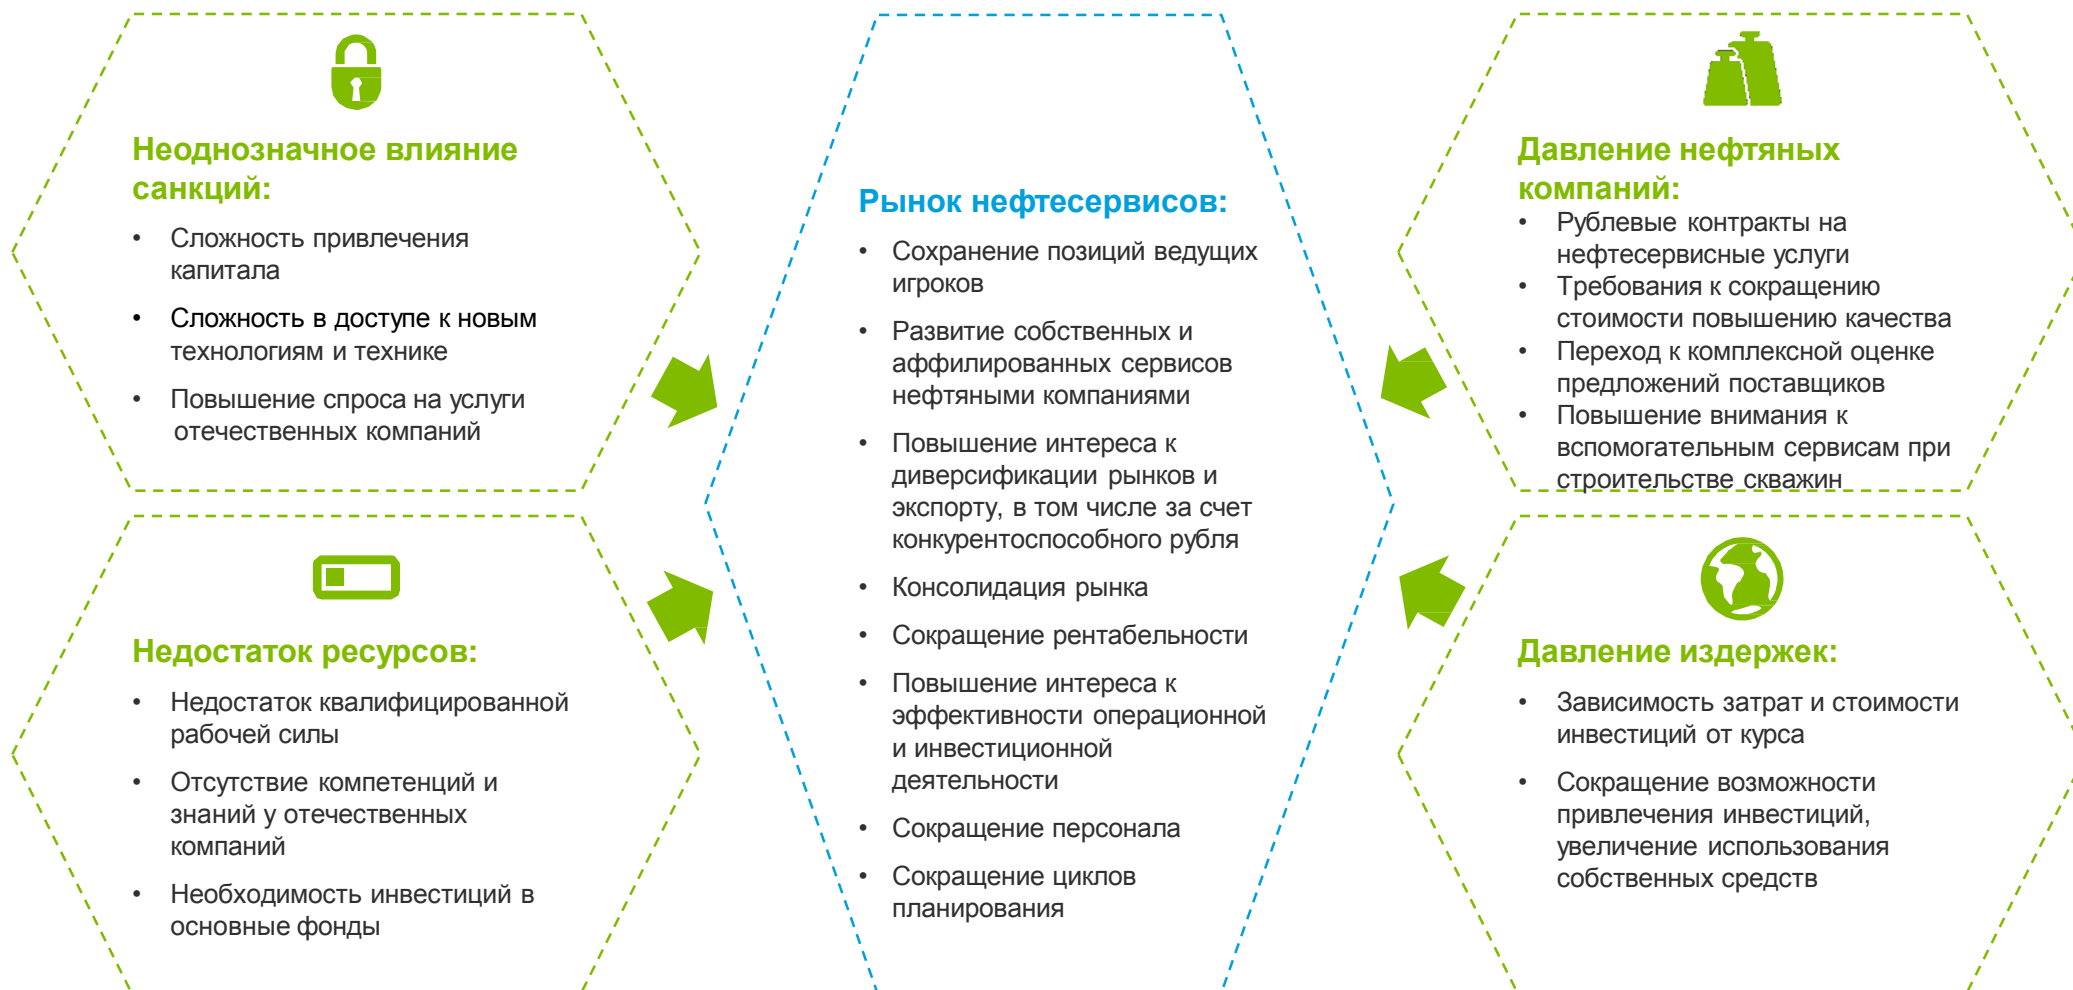 Неоднозначное влияние
санкций:
• Сложность привлечения
капитала
• Сложность в доступе к новым
технологиям и технике
• Повышение спроса на услуги
отечественных компаний
Недостаток ресурсов:
• Недостаток квалифицированной
рабочей силы
• Отсутствие компетенций и
знаний у отечественных
компаний
• Необходимость инвестиций в
основные фонды
Рынок нефтесервисов:
• Сохранение позиций ведущих
игроков
• Развитие собственных и
аффилированных сервисов
нефтяными компаниями
• Повышение интереса к
диверсификации рынков и
экспорту, в том числе за счет
конкурентоспособного рубля
• Консолидация рынка
• Сокращение рентабельности
• Повышение интереса к
эффективности операционной
и инвестиционной
деятельности
• Сокращение персонала
• Сокращение циклов
планирования
Давление нефтяных
компаний:
• Рублевые контракты на
нефтесервисные услуги
• Требования к сокращению
стоимости повышению качества
• Переход к комплексной оценке
предложений поставщиков
• Повышение внимания к
вспомогательным сервисам при
строительстве скважин
Давление издержек:
• Зависимость затрат и стоимости
инвестиций от курса
• Сокращение возможности
привлечения инвестиций,
увеличение использования
собственных средств